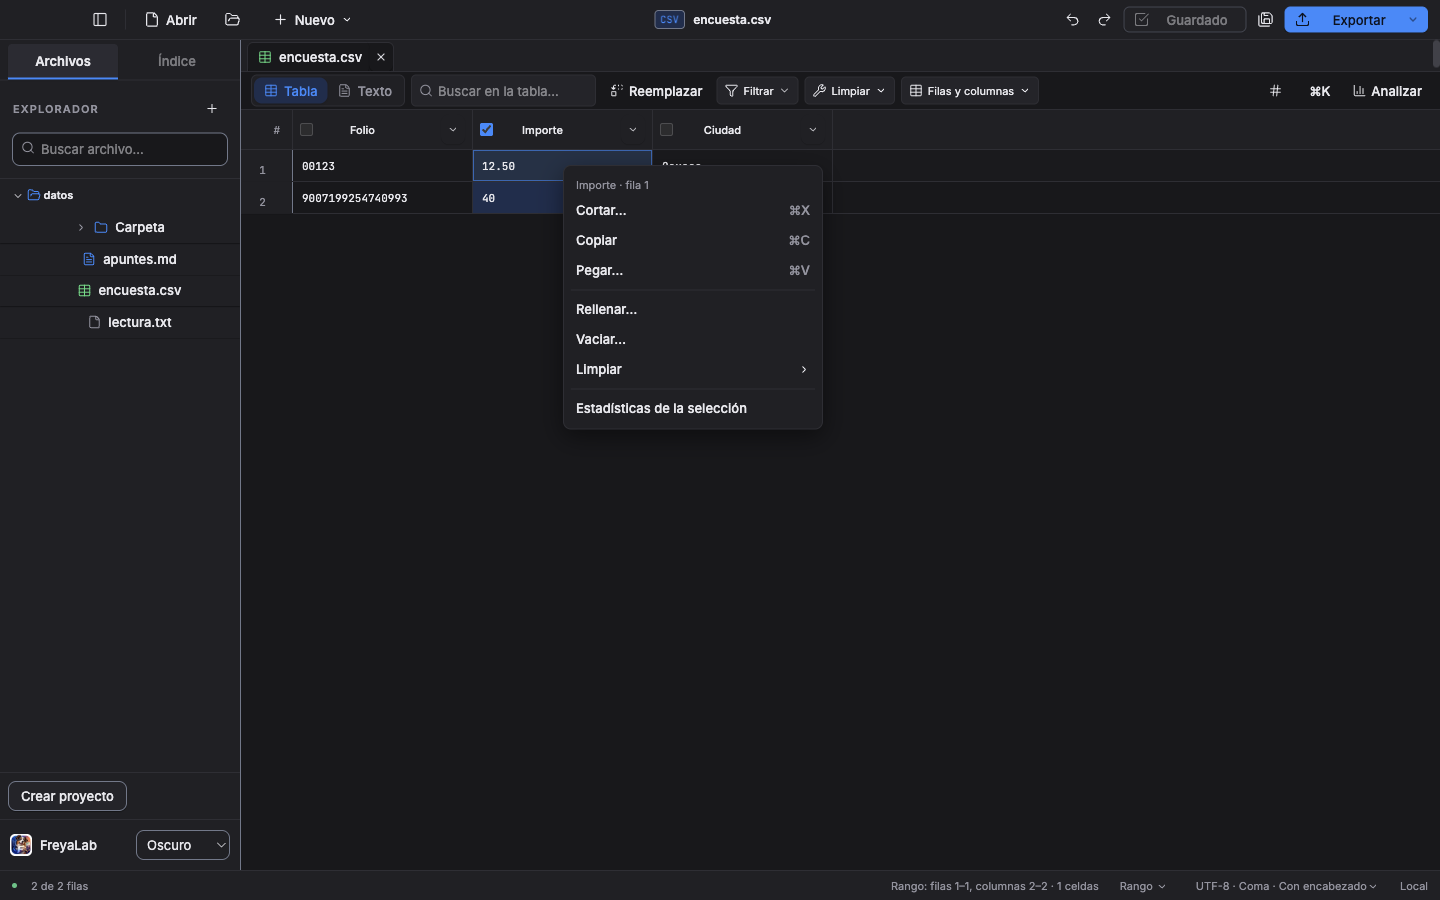 Abrir
Nuevo
CSV encuesta.csv
Guardado
Exportar
Archivos
Índice
encuesta.csv
EXPLORADOR
Tabla
Texto
Buscar en la tabla...
Reemplazar
Filtrar
Limpiar
Filas y columnas
#
⌘K
Analizar
Buscar archivo...
# Folio Importe Ciudad
1 00123 12.50
2 9007199254740993 40
datos
Carpeta
apuntes.md
encuesta.csv
lectura.txt
Importe · fila 1
Cortar... ⌘X
Copiar ⌘C
Pegar... ⌘V
Rellenar...
Vaciar...
Limpiar
Estadísticas de la selección
Crear proyecto
FreyaLab
Oscuro
2 de 2 filas
Rango: filas 1–1, columnas 2–2 · 1 celdas
Rango
UTF-8 · Coma · Con encabezado
Local